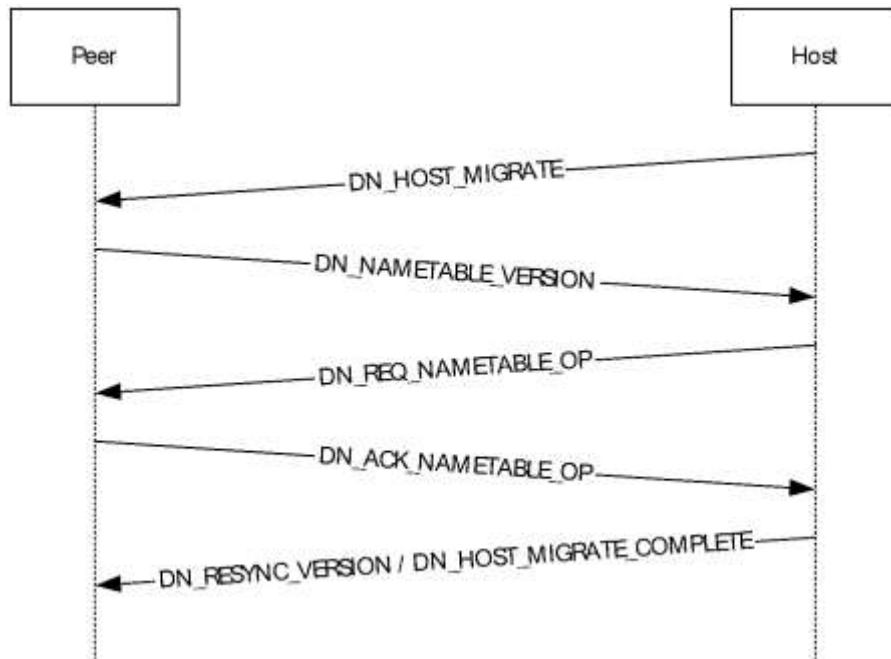 Peer
Host
DN_HOST_MIGRATE
DN_NAMETABLE_VERSION
DN_REQ_NAMETABLE_OP
DN_ACK_NAMETABLE_OP
DN_RESYNC_VERSION / DN_HOST_MIGRATE_COMPLETE